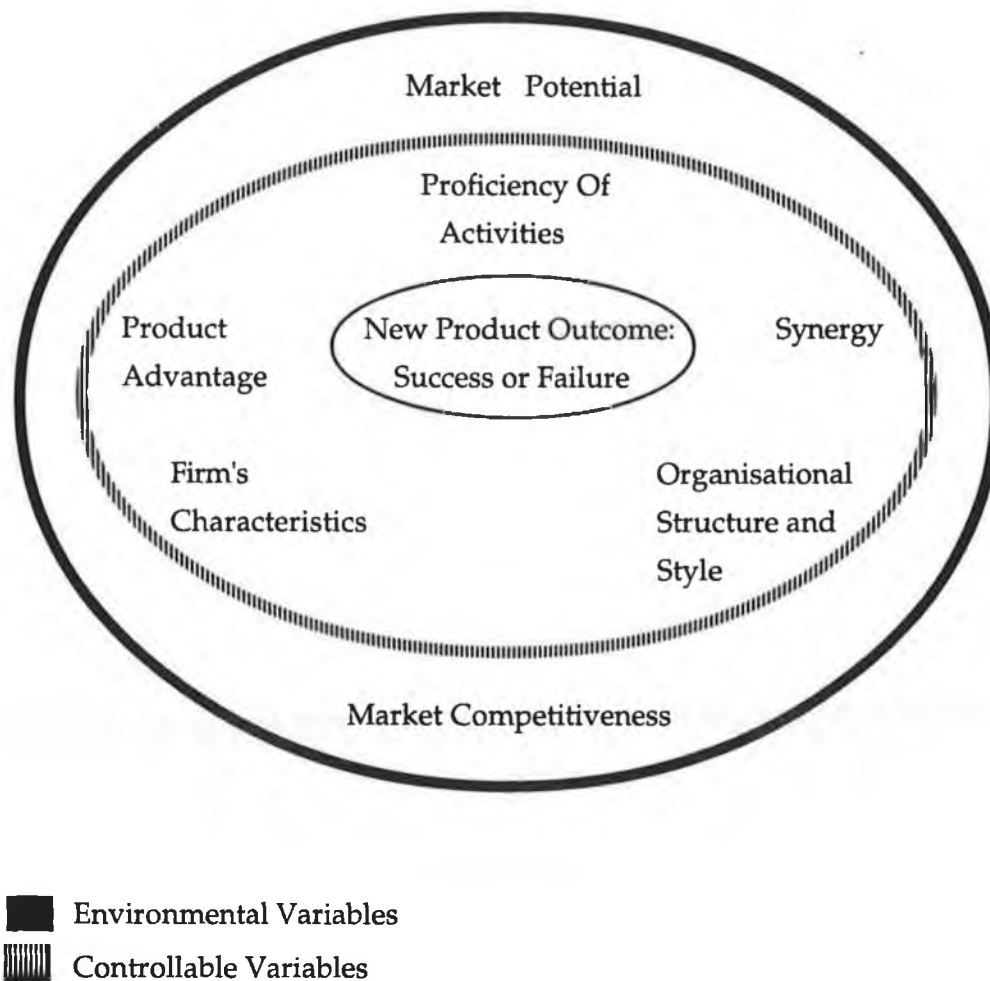 Market Potential
Proficiency Of
Activities
Product
Advantage
New Product Outcome:
Success or Failure
Synergy
Firm's
Characteristics
Organisational
Structure and
Style
Market Competitiveness
Environmental Variables
Controllable Variables